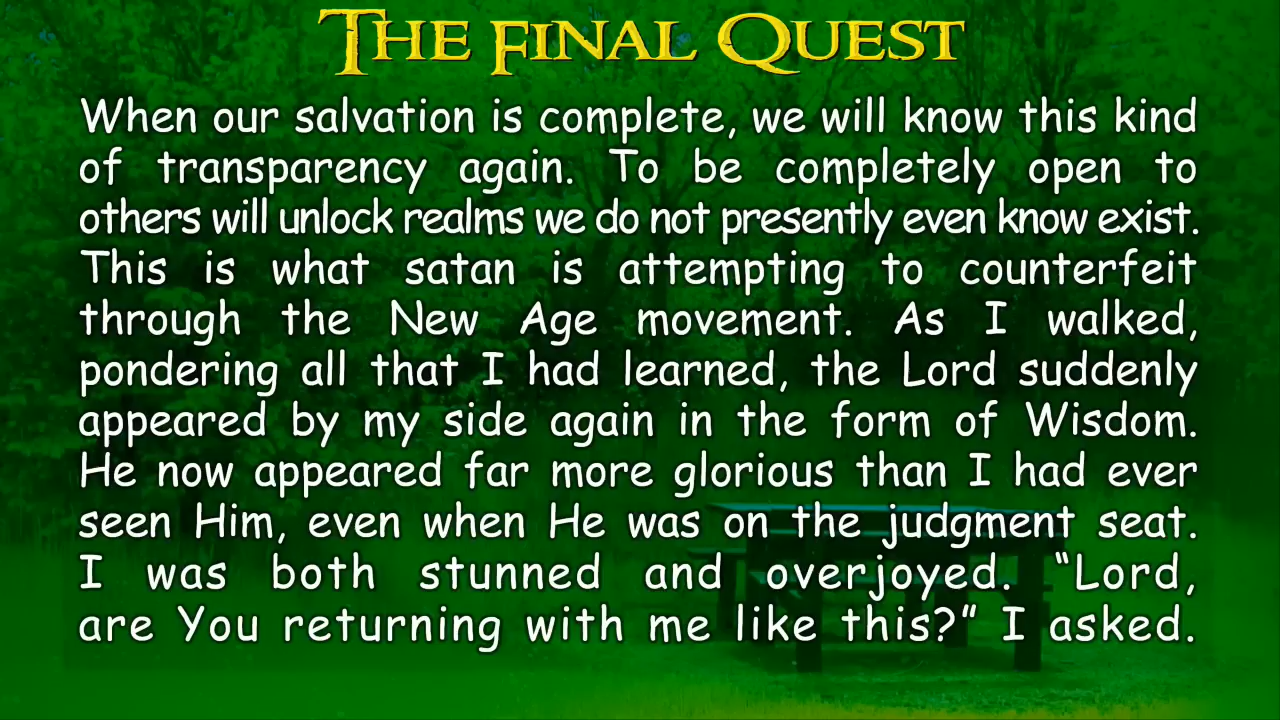 The Final Quest
When our salvation is complete, we will know this kind
of transparency again. To be completely open to
others will unlock realms we do not presently even know exist.
This is what satan is attempting to counterfeit
through the New Age movement. As I walked,
pondering all that I had learned, the Lord suddenly
appeared by my side again in the form of Wisdom.
He now appeared far more glorious than I had ever
seen Him, even when He was on the judgment seat.
I was both stunned and overjoyed. “Lord,
are You returning with me like this?” I asked.